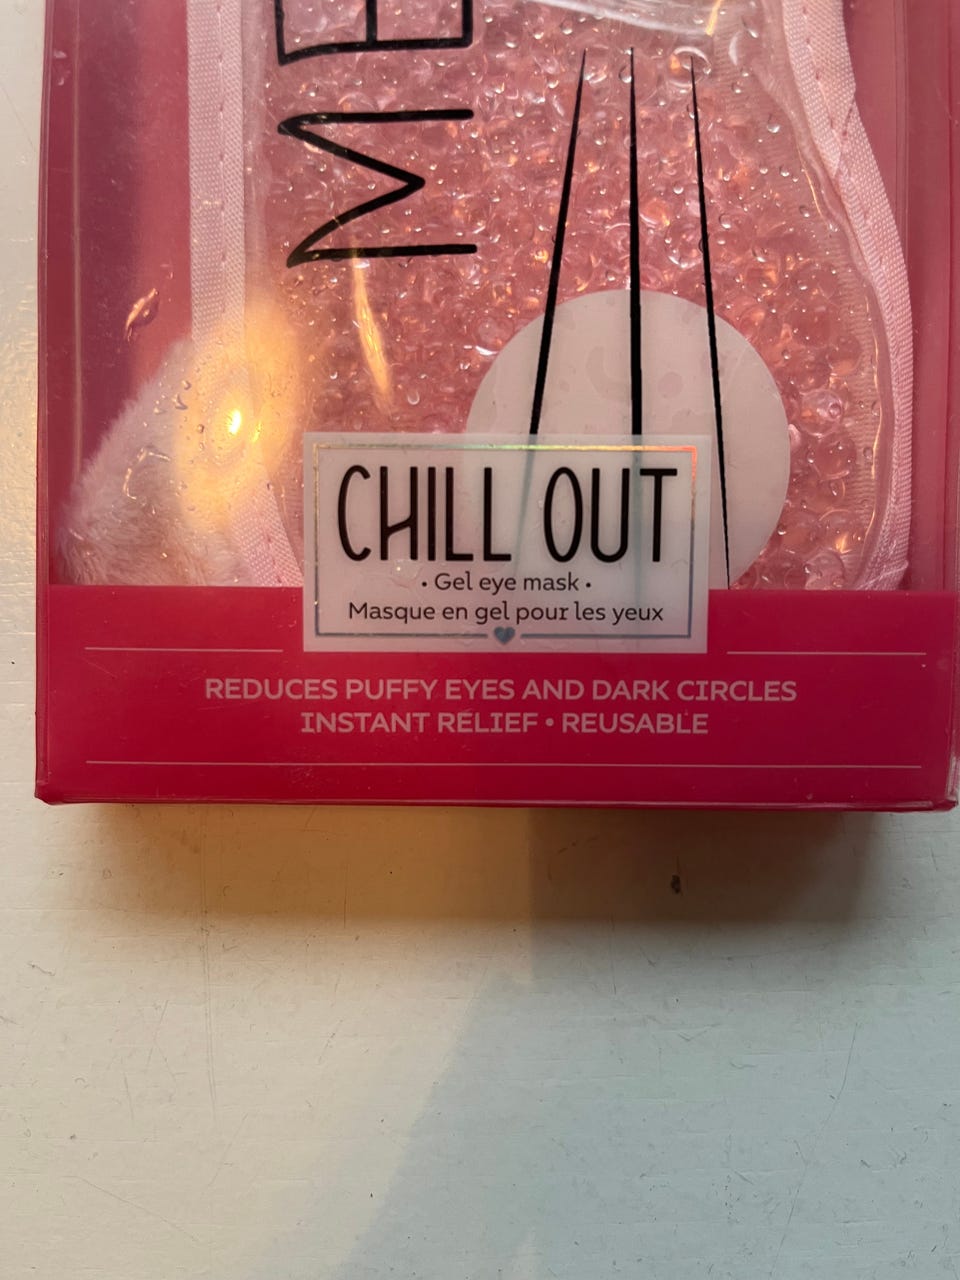 ME
CHILL OUT
• Gel eye mask •
Masque en gel pour les yeux
REDUCES PUFFY EYES AND DARK CIRCLES
INSTANT RELIEF • REUSABLE